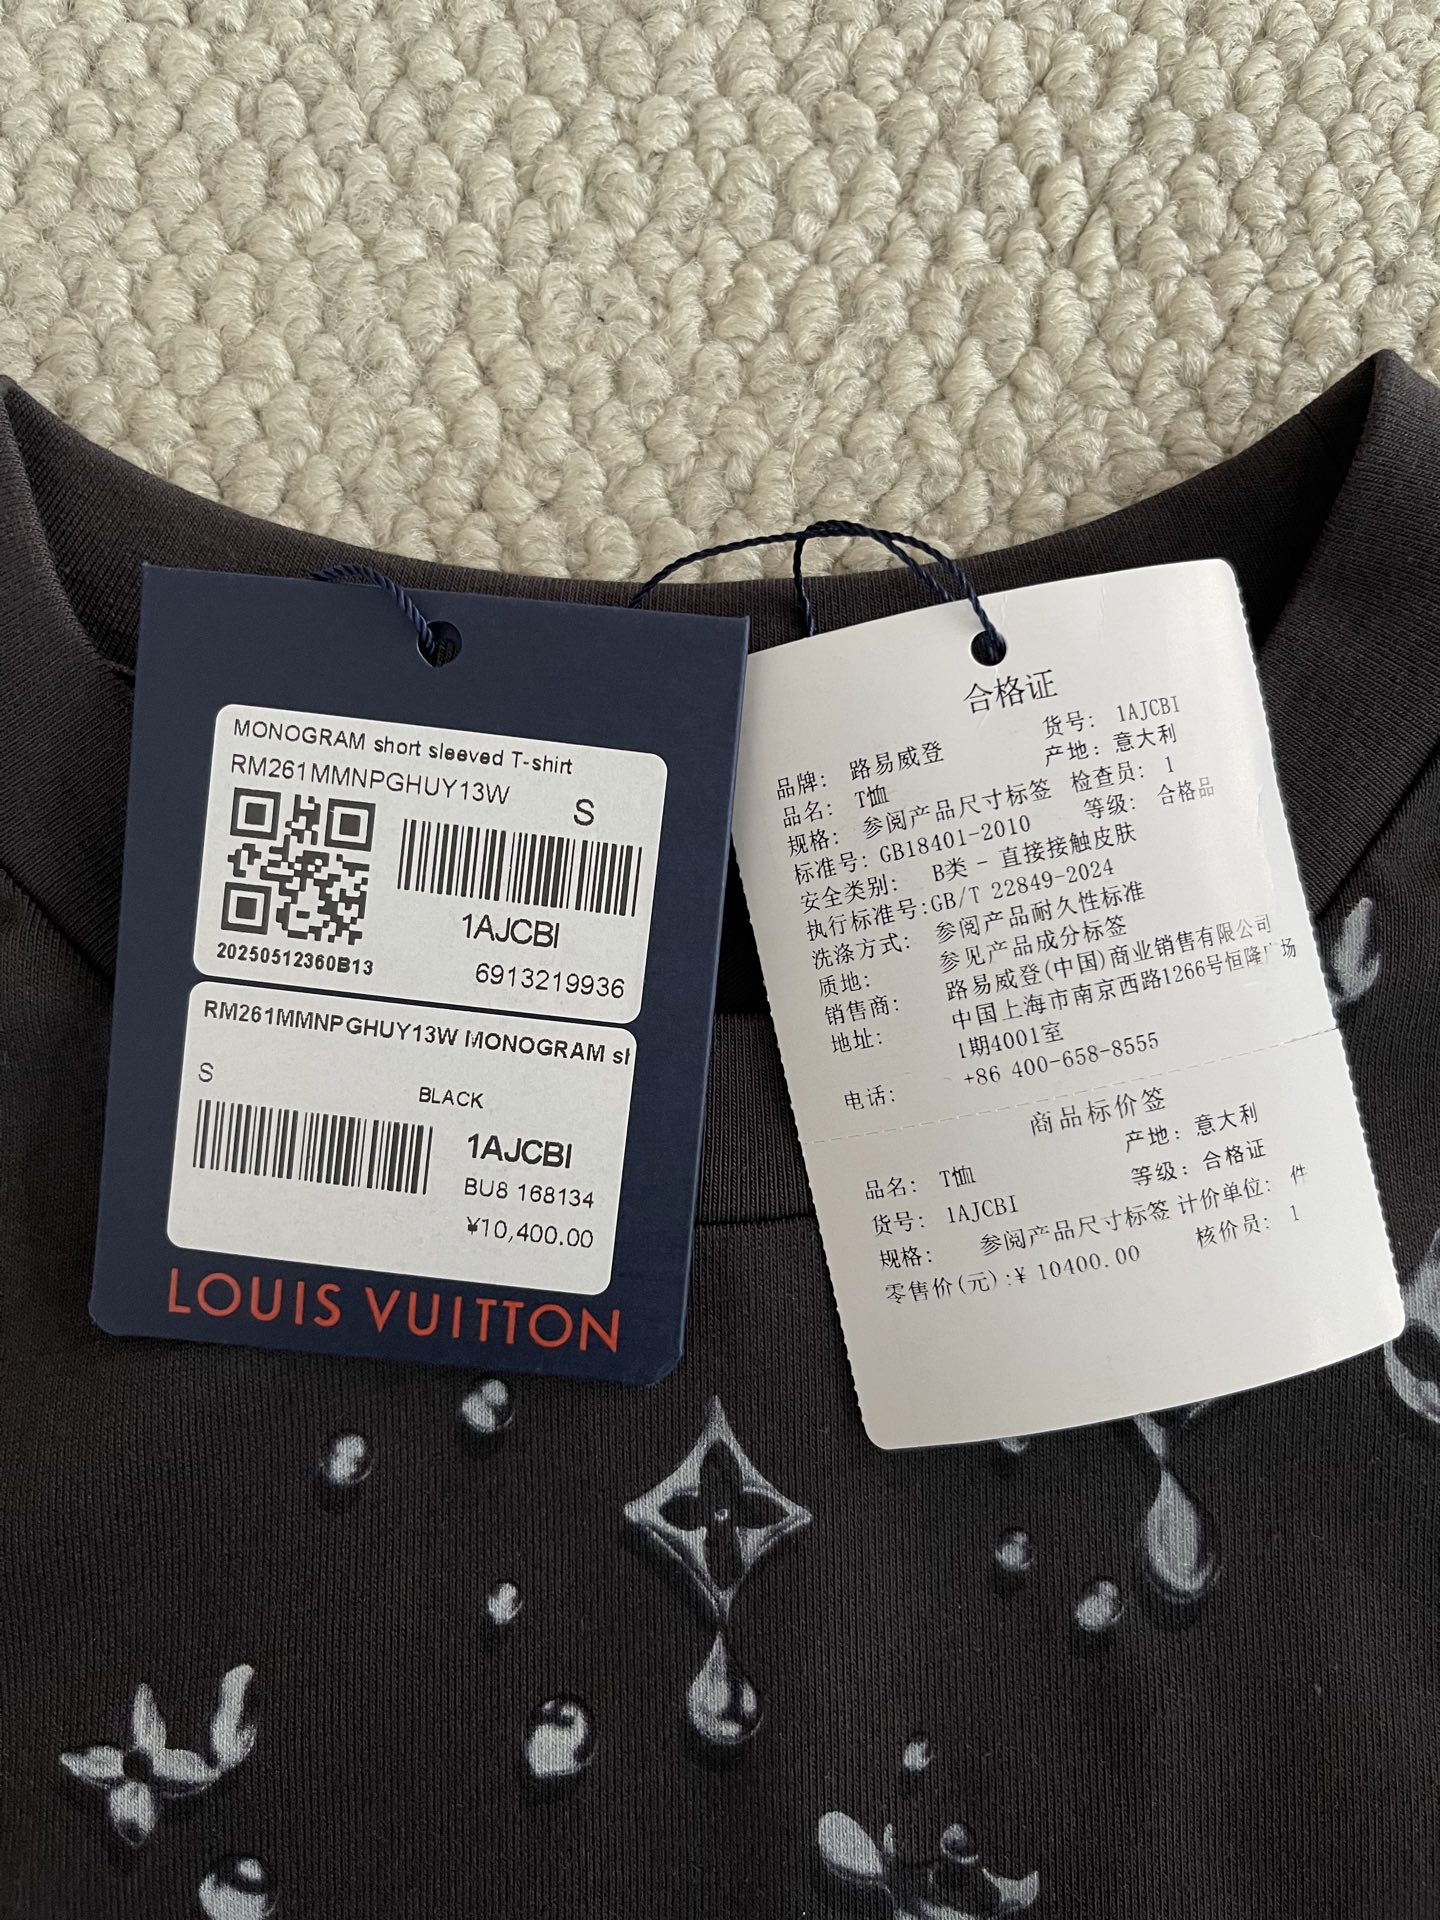 MONOGRAM short sleeved T-shirt
RM261MMNPGHUY13W
S
1AJCBI
20250512360B13
6913219936
RM261MMNPGHUY13W MONOGRAM sh
S
BLACK
1AJCBI
BU8 168134
¥10,400.00
LOUIS VUITTON
合格证
品牌: 路易威登 货号: 1AJCBI
品名: T恤 产地: 意大利
规格: 参阅产品尺寸标签 检查员: 1
标准号: GB18401-2010 等级: 合格品
安全类别: B类 - 直接接触皮肤
执行标准号:GB/T 22849-2024
洗涤方式: 参阅产品耐久性标准
质地: 参见产品成分标签
销售商: 路易威登(中国)商业销售有限公司
地址: 中国上海市南京西路1266号恒隆广场
1期4001室
电话: +86 400-658-8555
商品标价签
品名: T恤 产地: 意大利
货号: 1AJCBI 等级: 合格证
规格: 参阅产品尺寸标签 计价单位: 件
零售价(元):¥ 10400.00 核价员: 1